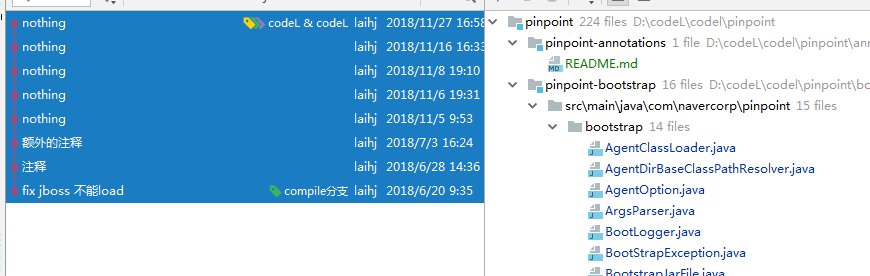 nothing codeL & codeL laihj 2018/11/27 16:58
nothing laihj 2018/11/16 16:33
nothing laihj 2018/11/8 19:10
nothing laihj 2018/11/6 19:31
nothing laihj 2018/11/5 9:53
额外的注释 laihj 2018/7/3 16:24
注释 laihj 2018/6/28 14:36
fix jboss 不能load compile分支 laihj 2018/6/20 9:35
pinpoint 224 files D:\codeL\codel\pinpoint
pinpoint-annotations 1 file D:\codeL\codel\pinpoint\ann
README.md
pinpoint-bootstrap 16 files D:\codeL\codel\pinpoint\bo
src\main\java\com\navercorp\pinpoint 15 files
bootstrap 14 files
AgentClassLoader.java
AgentDirBaseClassPathResolver.java
AgentOption.java
ArgsParser.java
BootLogger.java
BootStrapException.java
BootstrapJarFile.java